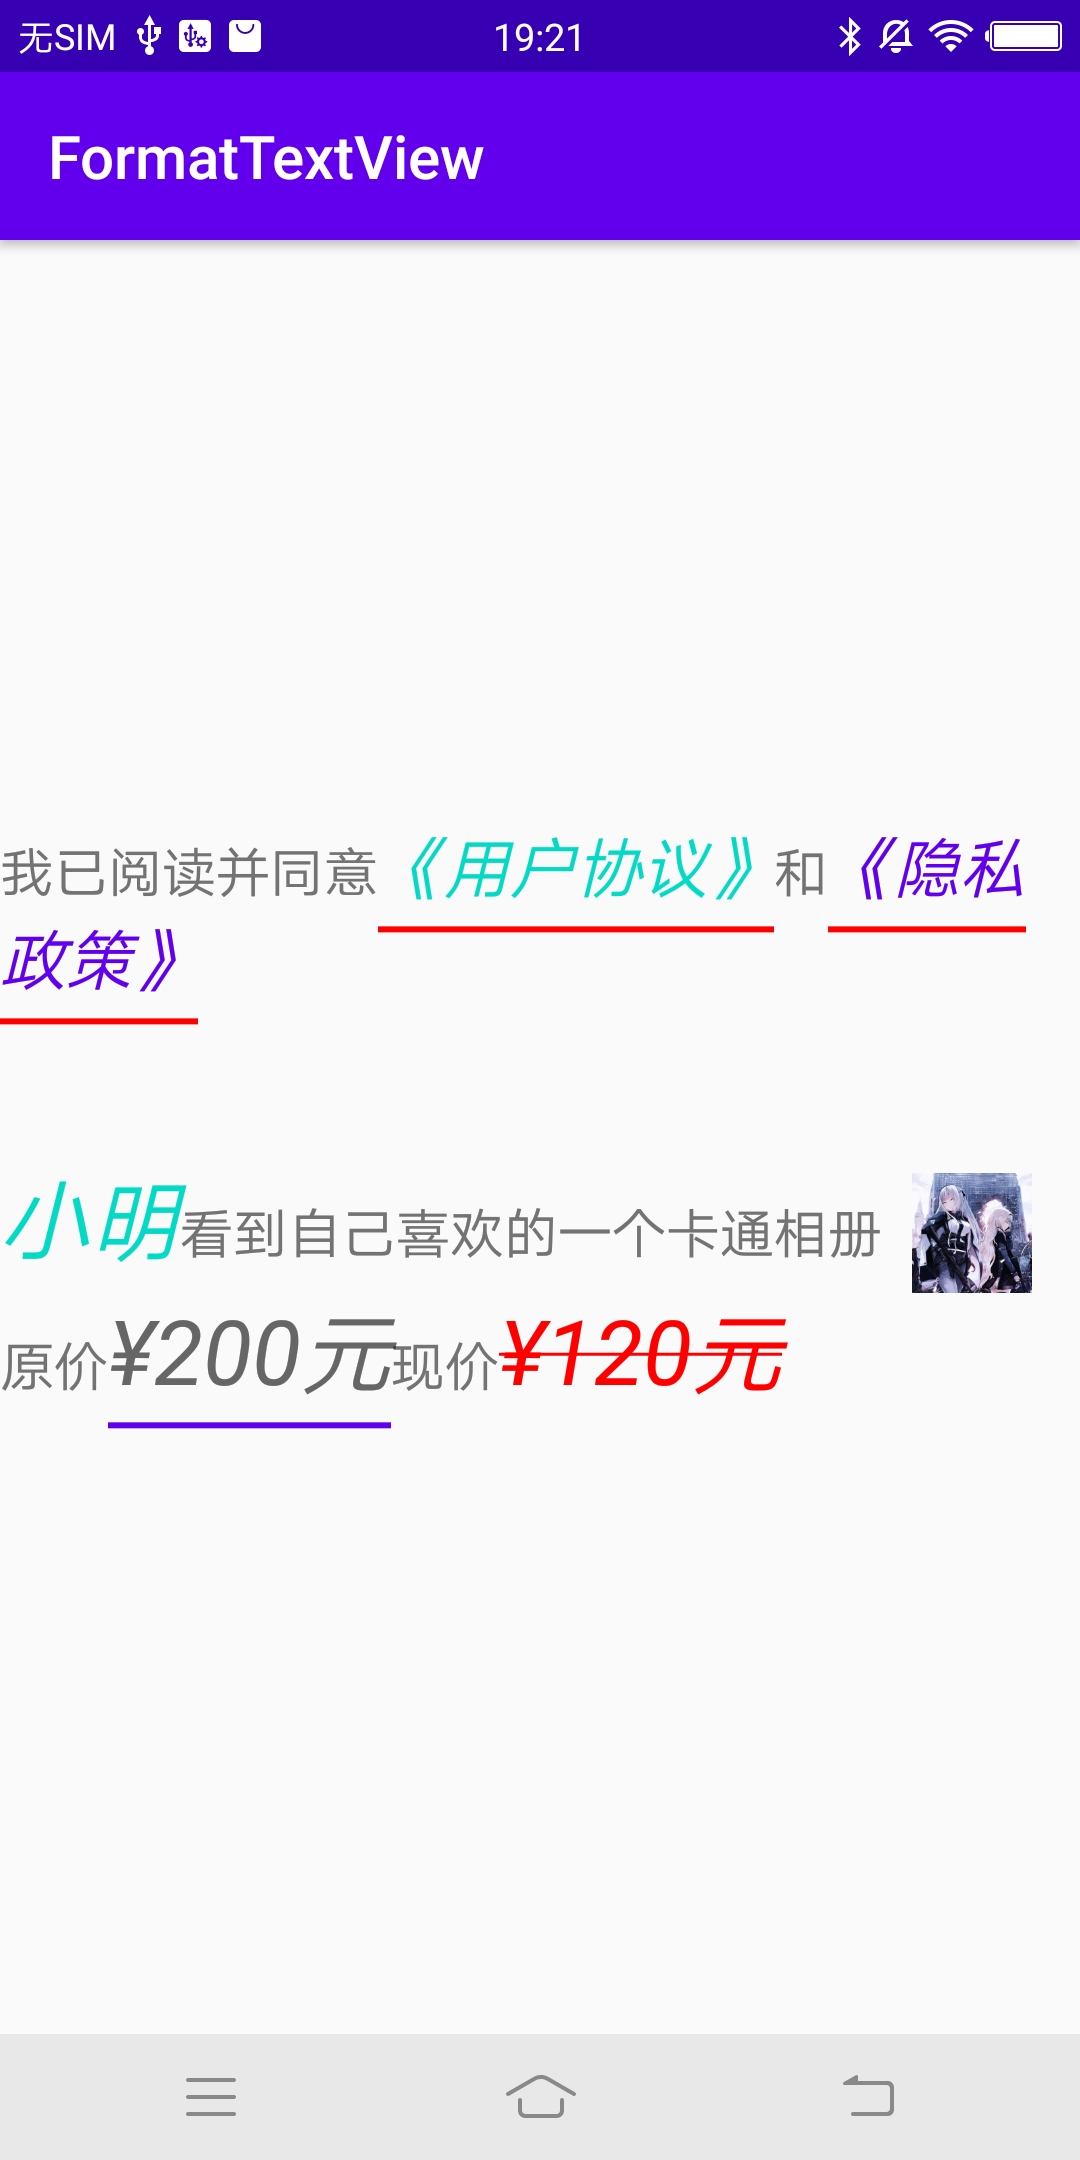 无SIM 19:21
FormatTextView
我已阅读并同意《用户协议》和《隐私
政策》
小明看到自己喜欢的一个卡通相册
原价¥200元现价¥120元